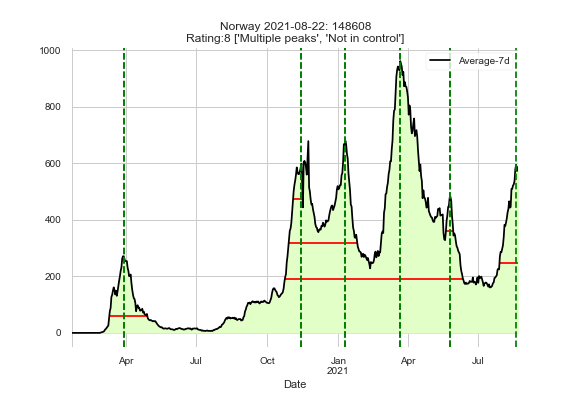 Norway 2021-08-22: 148608
Rating:8 ['Multiple peaks', 'Not in control']
1000
800
600
400
200
0
Average-7d
Apr
Jul
Oct
Jan
2021
Apr
Jul
Date